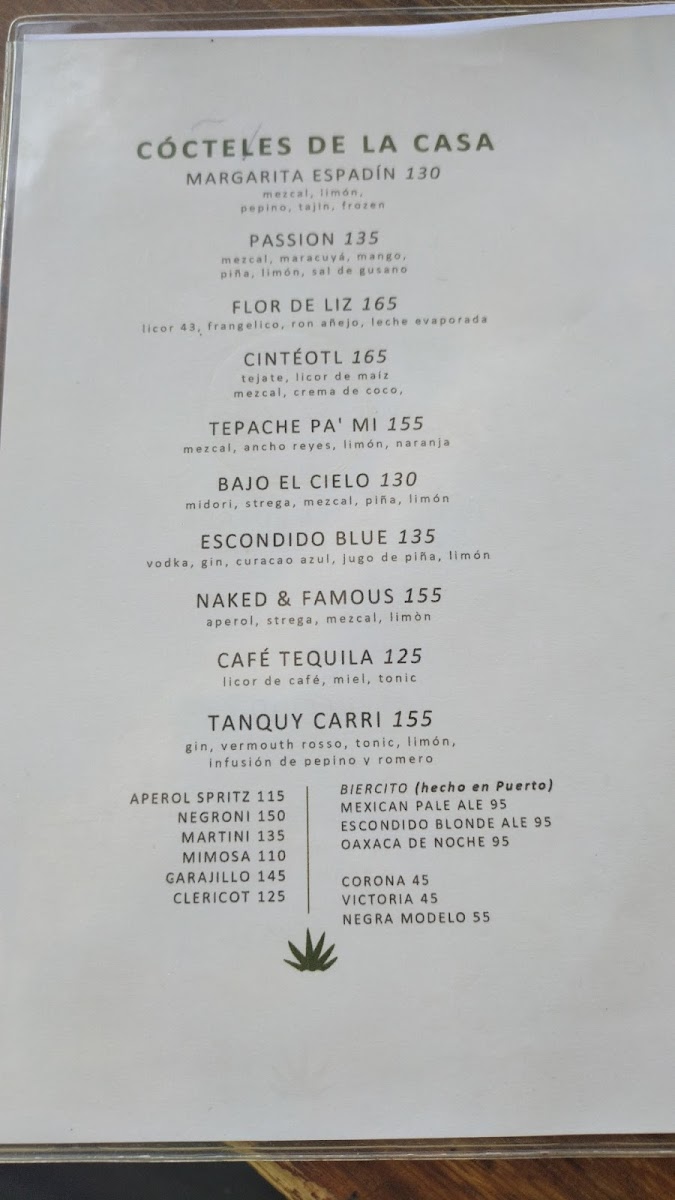 CÓCTELES DE LA CASA
MARGARITA ESPADÍN 130
mezcal, limón,
pepino, tajin, frozen
PASSION 135
mezcal, maracuyá, mango,
piña, limón, sal de gusano
FLOR DE LIZ 165
licor 43, frangelico, ron añejo, leche evaporada
CINTÉOTL 165
tejate, licor de maíz
mezcal, crema de coco,
TEPACHE PA' MI 155
mezcal, ancho reyes, limón, naranja
BAJO EL CIELO 130
midori, strega, mezcal, piña, limón
ESCONDIDO BLUE 135
vodka, gin, curacao azul, jugo de piña, limón
NAKED & FAMOUS 155
aperol, strega, mezcal, limòn
CAFÉ TEQUILA 125
licor de café, miel, tonic
TANQUY CARRI 155
gin, vermouth rosso, tonic, limón,
infusión de pepino y romero
APEROL SPRITZ 115
NEGRONI 150
MARTINI 135
MIMOSA 110
GARAJILLO 145
CLERICOT 125
BIERCITO (hecho en Puerto)
MEXICAN PALE ALE 95
ESCONDIDO BLONDE ALE 95
OAXACA DE NOCHE 95
CORONA 45
VICTORIA 45
NEGRA MODELO 55